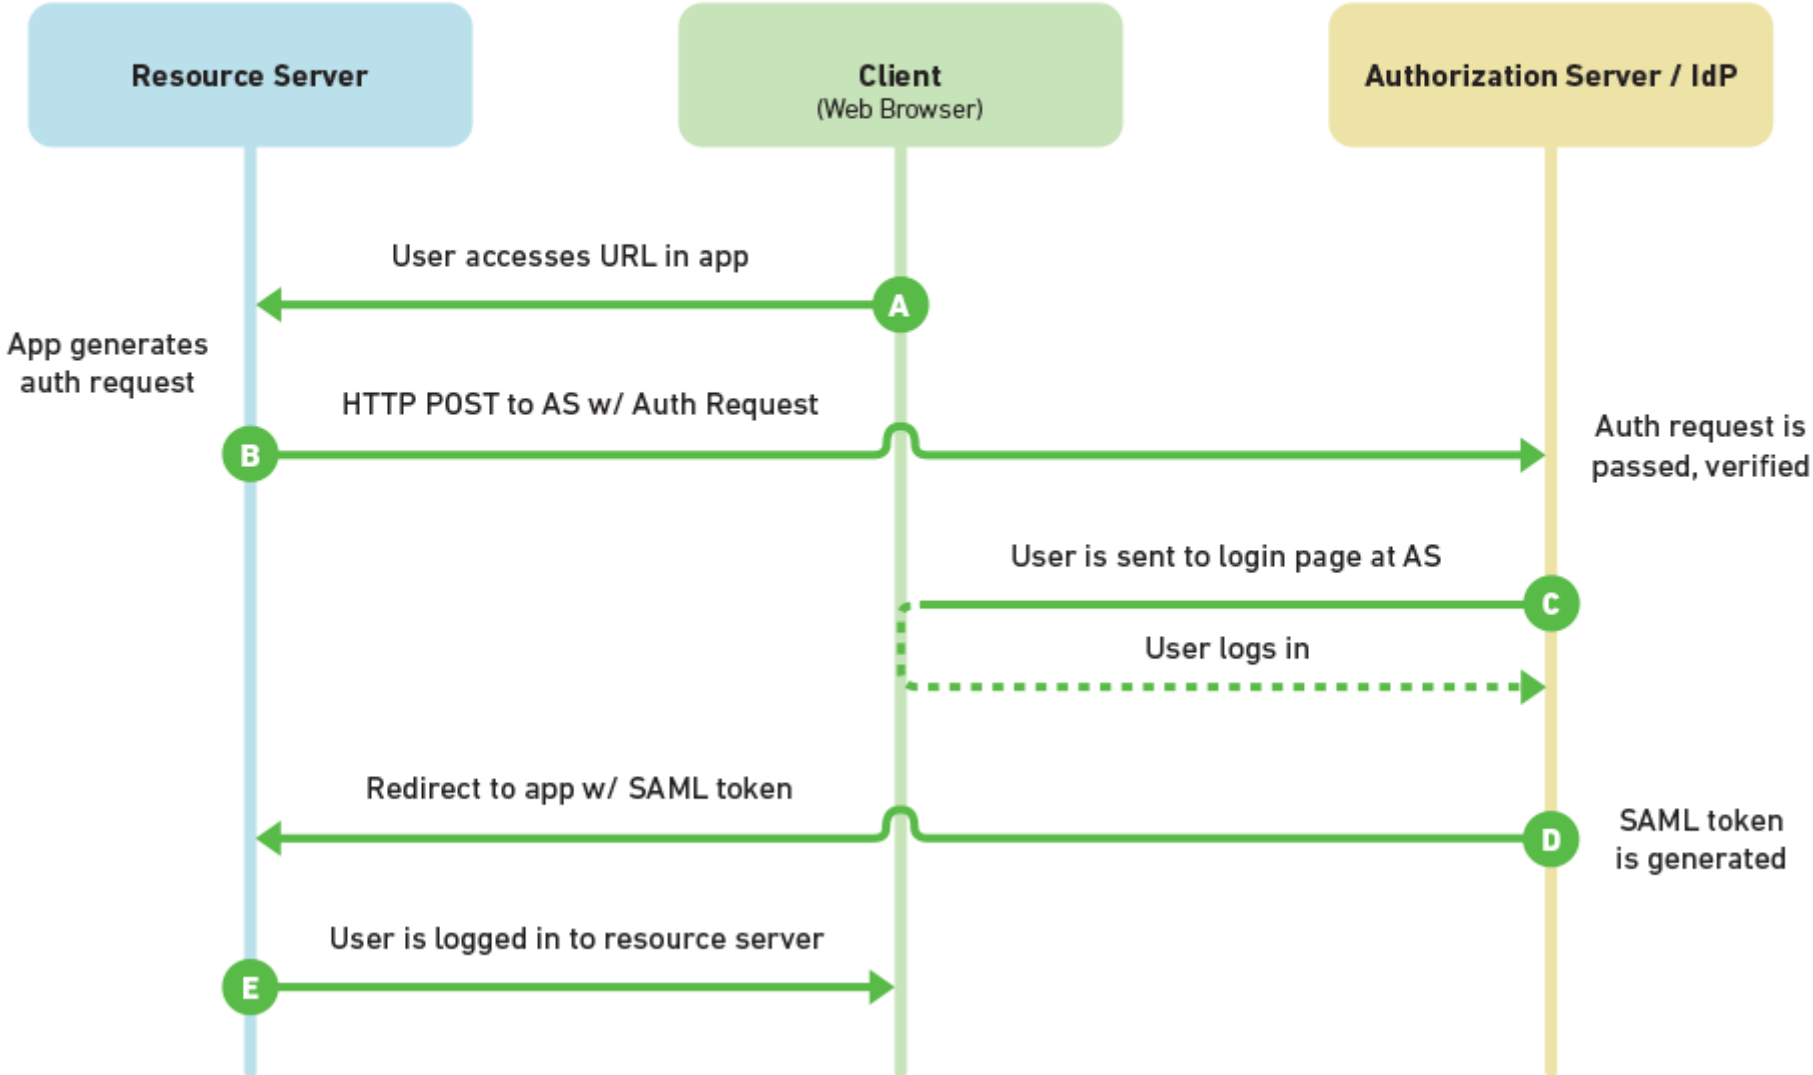 Resource Server
Client
(Web Browser)
Authorization Server / IdP
User accesses URL in app
A
App generates
auth request
HTTP POST to AS w/ Auth Request
B
Auth request is
passed, verified
User is sent to login page at AS
C
User logs in
Redirect to app w/ SAML token
D
SAML token
is generated
User is logged in to resource server
E